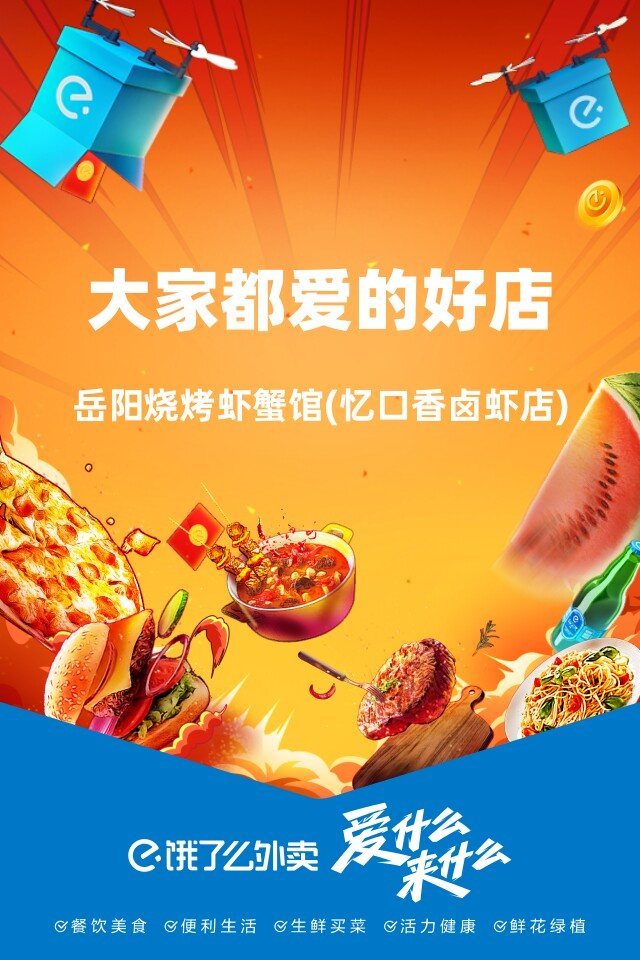 大家都爱的好店
岳阳烧烤虾蟹馆(忆口香卤虾店)
饿了么外卖 爱什么来什么
餐饮美食 便利生活 生鲜买菜 活力健康 鲜花绿植